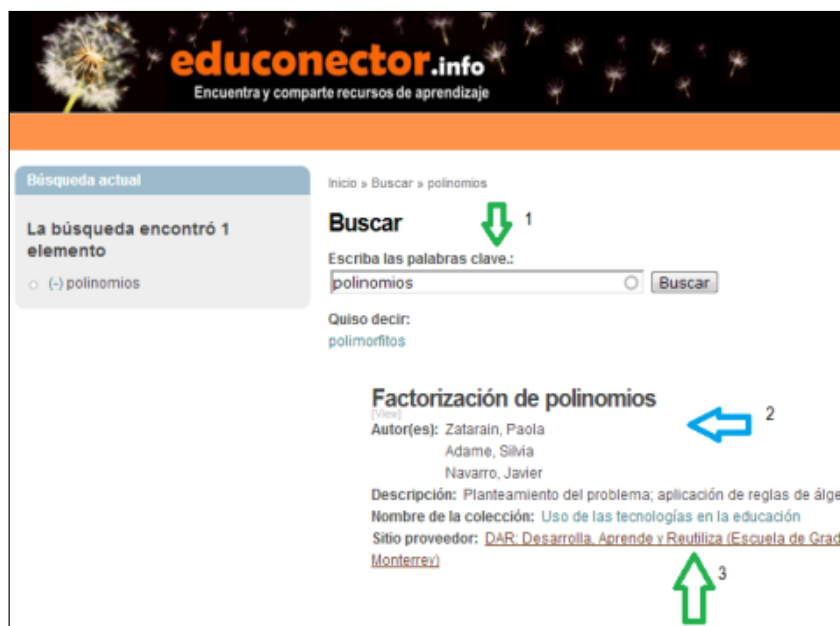 educonector.info
Encuentra y comparte recursos de aprendizaje
Búsqueda actual
La búsqueda encontró 1
elemento
(-) polinomios
Inicio » Buscar » polinomios
Buscar
1
Escriba las palabras clave.:
polinomios
Buscar
Quiso decir:
polimorfitos
Factorización de polinomios
[View]
2
Autor(es): Zatarain, Paola
Adame, Silvia
Navarro, Javier
Descripción: Planteamiento del problema; aplicación de reglas de álge
Nombre de la colección: Uso de las tecnologías en la educación
Sitio proveedor: DAR: Desarrolla, Aprende y Reutiliza (Escuela de Grad
Monterrey)
3